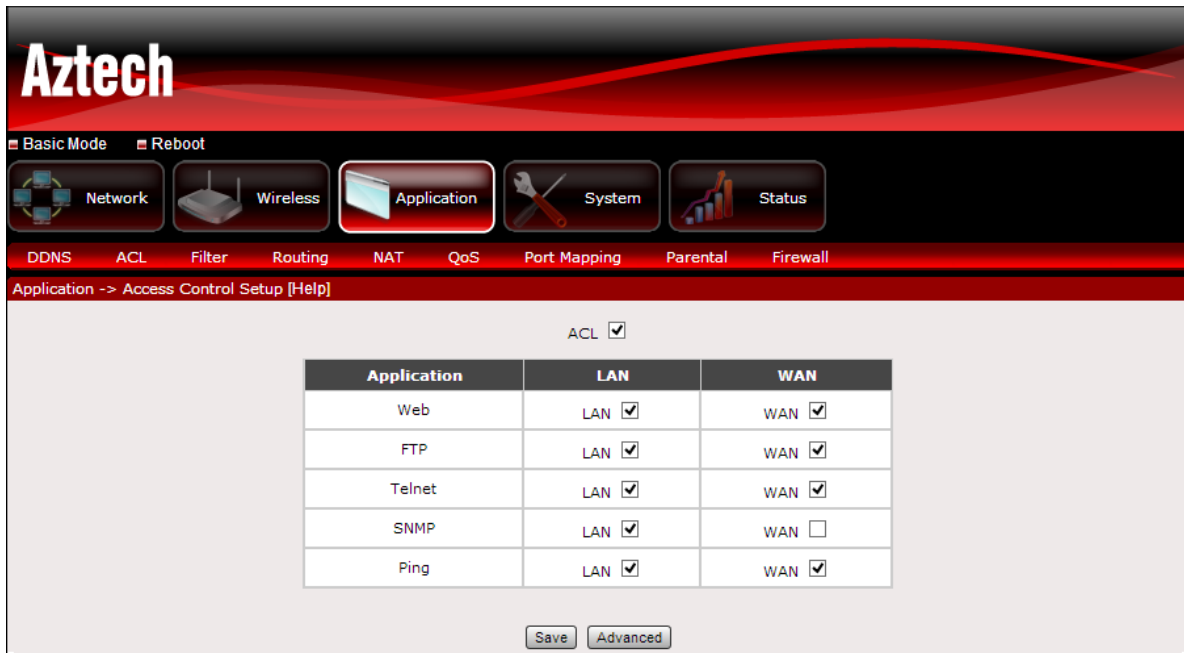 Aztech
Basic Mode Reboot
Network Wireless Application System Status
DDNS ACL Filter Routing NAT QoS Port Mapping Parental Firewall
Application -> Access Control Setup [Help]
ACL
Application LAN WAN
Web LAN WAN
FTP LAN WAN
Telnet LAN WAN
SNMP LAN WAN
Ping LAN WAN
Save Advanced